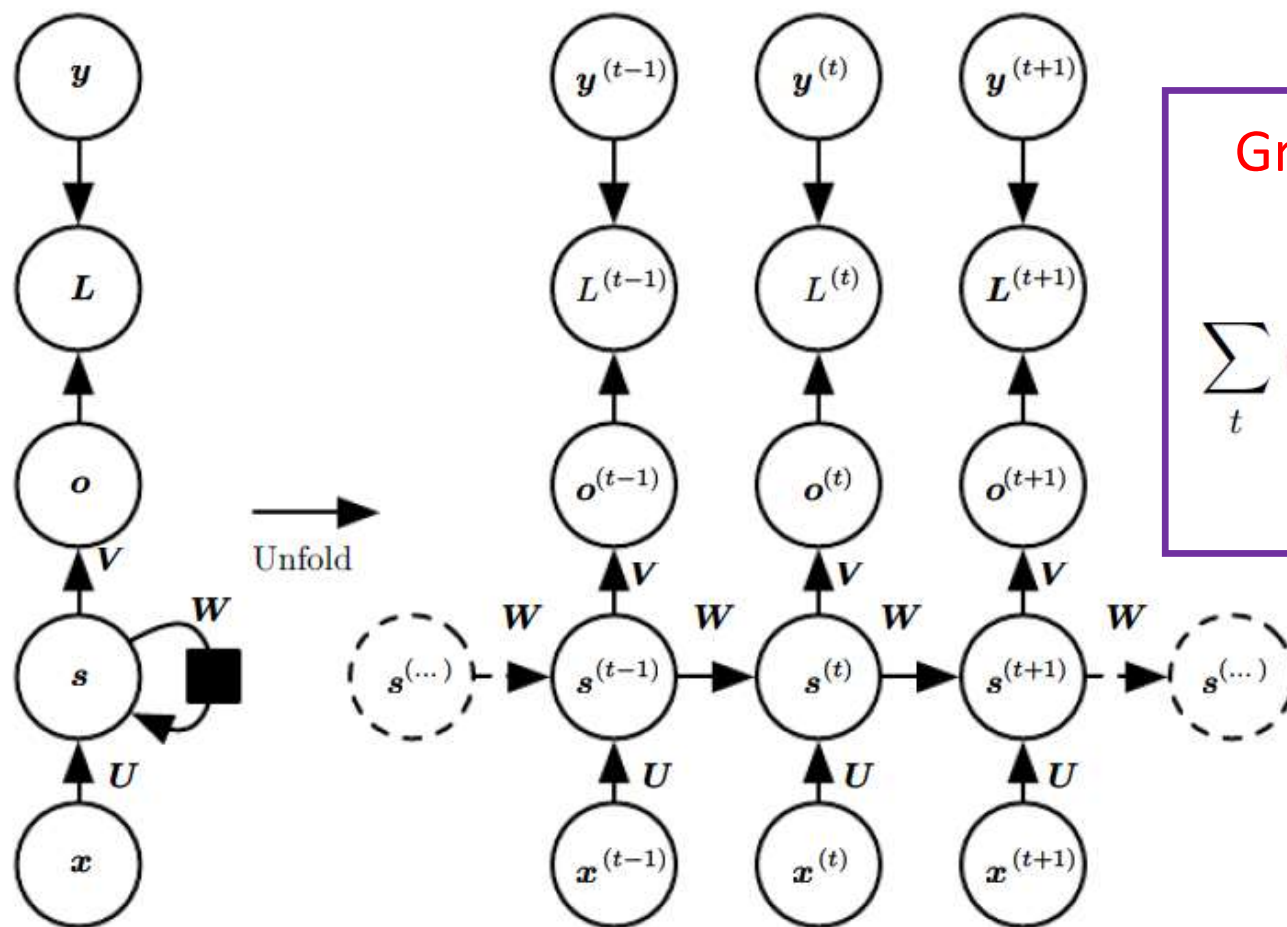 y
y^(t−1) y^(t) y^(t+1)
Gr
L
L^(t−1) L^(t) L^(t+1)
∑
t
o
o^(t−1) o^(t) o^(t+1)
Unfold
V
V V V
W
W W W W
s
s^(...) s^(t−1) s^(t) s^(t+1) s^(...)
U
U U U
x
x^(t−1) x^(t) x^(t+1)